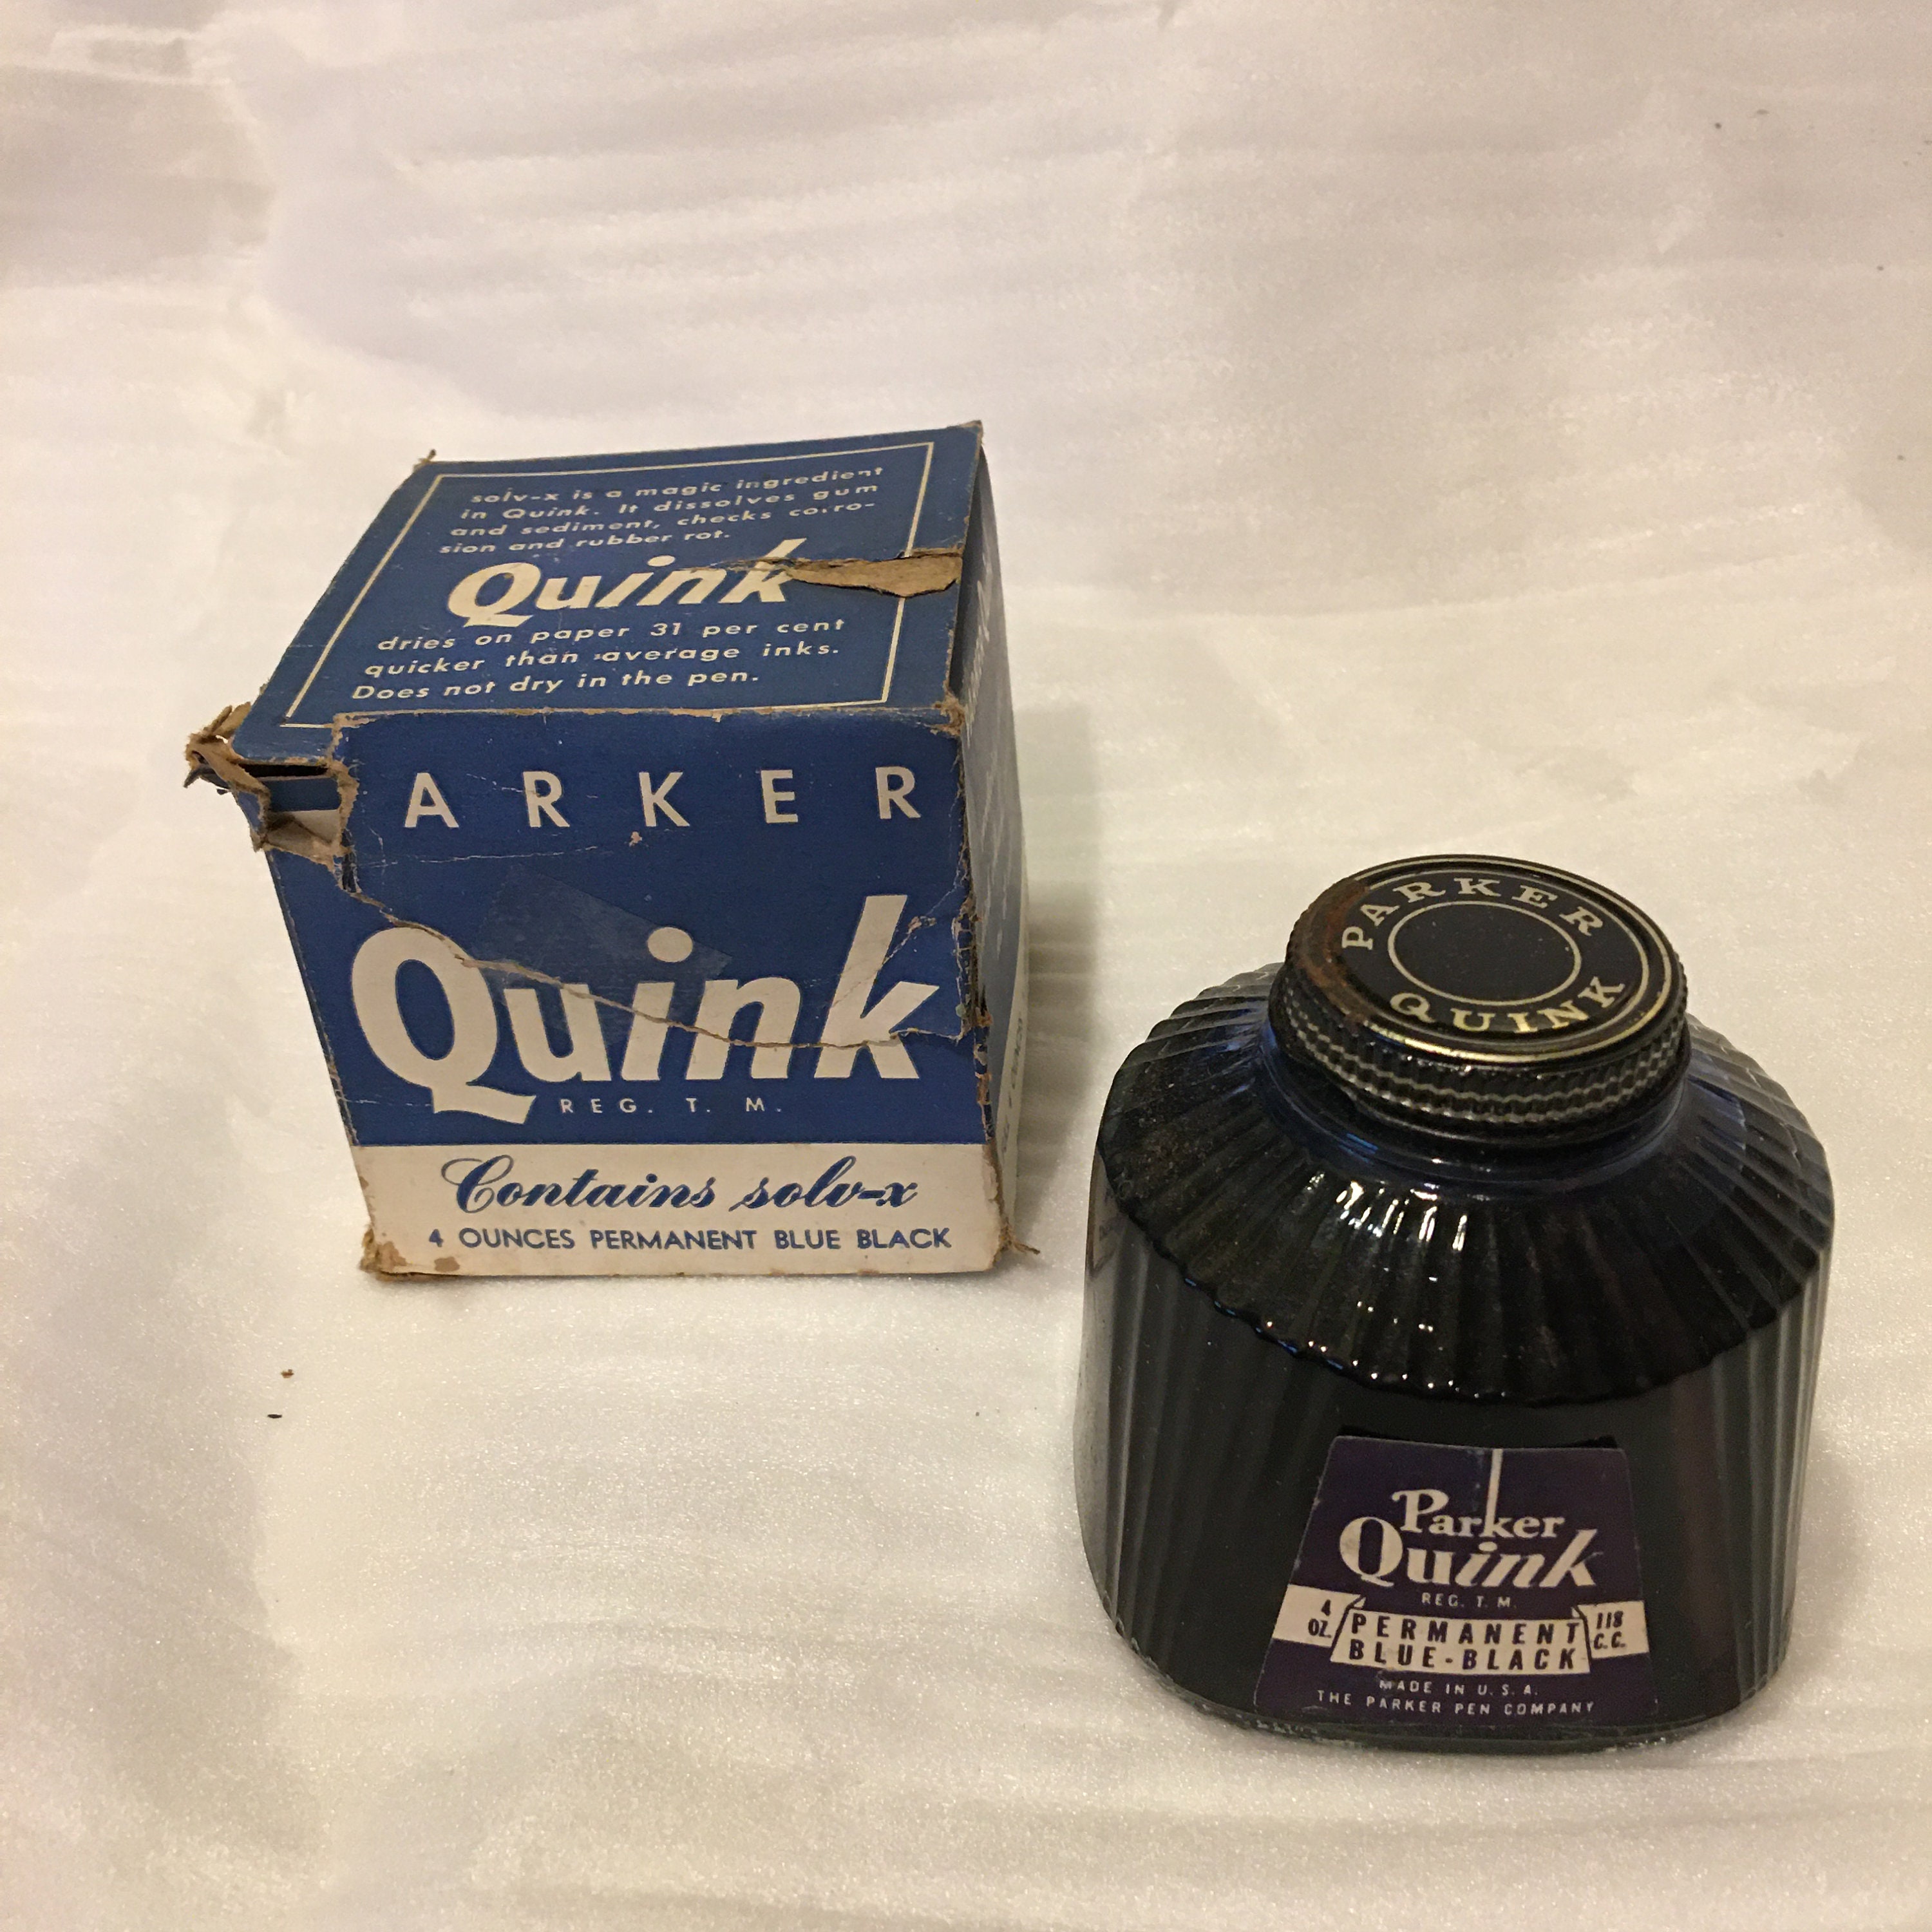 solv-x is a magic ingredient
in Quink. It dissolves gum
and sediment, checks corro-
sion and rubber rot.
Quink
dries on paper 31 per cent
quicker than average inks.
Does not dry in the pen.
ARKER
Quink
REG. T. M.
Contains solv-x
4 OUNCES PERMANENT BLUE BLACK
PARKER
QUINK
Parker
Quink
REG. T. M.
4 OZ. PERMANENT BLUE-BLACK 118 C.C.
MADE IN U.S.A.
THE PARKER PEN COMPANY